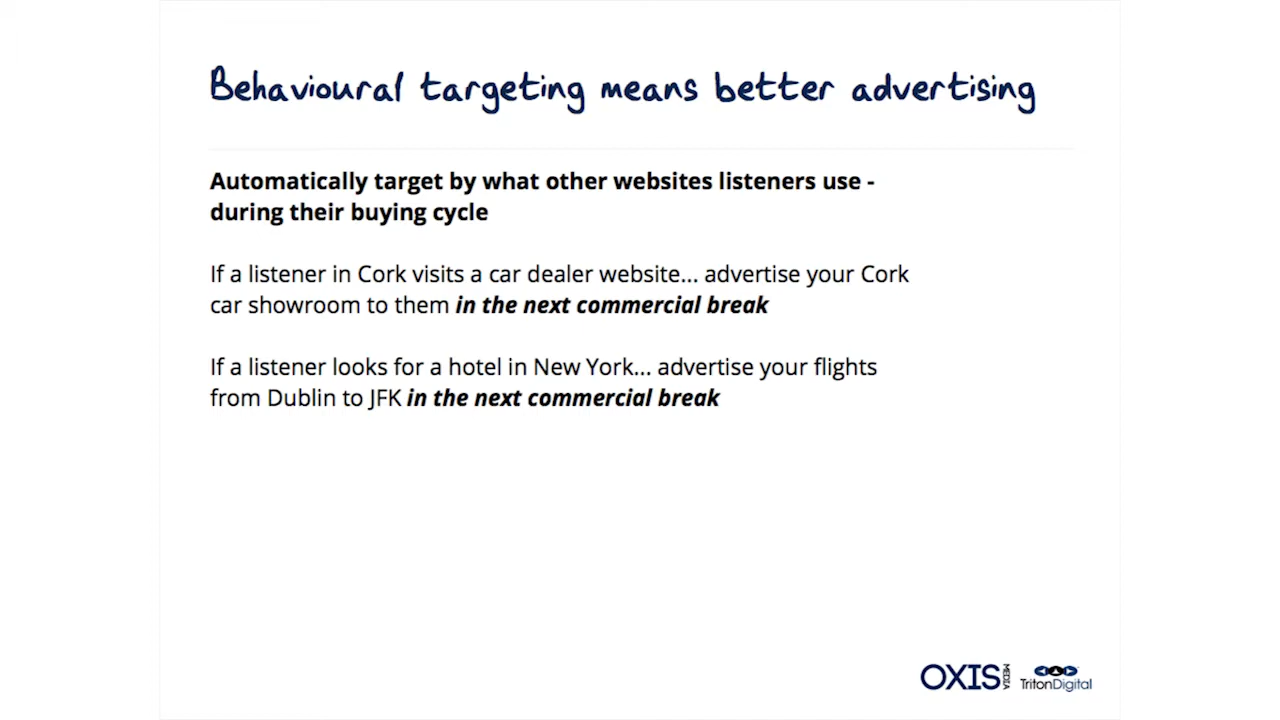 Behavioural targeting means better advertising
Automatically target by what other websites listeners use -
during their buying cycle
If a listener in Cork visits a car dealer website... advertise your Cork
car showroom to them in the next commercial break
If a listener looks for a hotel in New York... advertise your flights
from Dublin to JFK in the next commercial break
OXIS MEDIA
TritonDigital